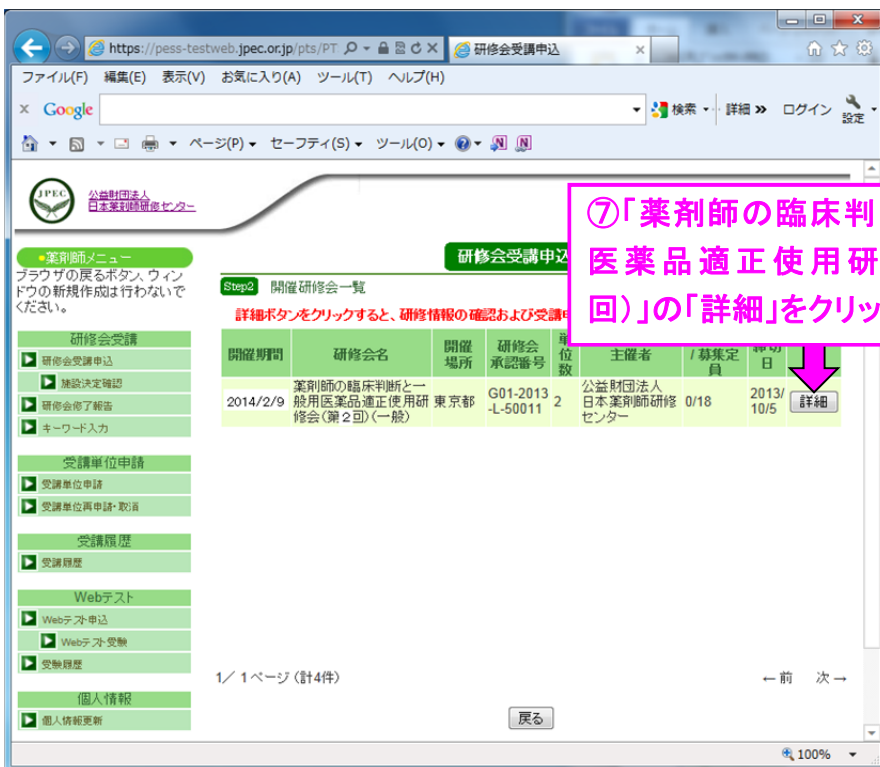 https://pess-testweb.jpec.or.jp/pts/PT
研修会受講申込
ファイル(F) 編集(E) 表示(V) お気に入り(A) ツール(T) ヘルプ(H)
× Google 検索 詳細 » ログイン 設定
ページ(P) セーフティ(S) ツール(O)
JPEC 公益財団法人
日本薬剤師研修センター
⑦「薬剤師の臨床判
医薬品適正使用研
回)」の「詳細」をクリッ
●薬剤師メニュー
ブラウザの戻るボタン、ウィン
ドウの新規作成は行わないで
ください。
研修会受講
研修会受講申込
施設決定確認
研修会修了報告
キーワード入力
受講単位申請
受講単位申請
受講単位再申請・取消
受講履歴
受講履歴
Webテスト
Webテスト申込
Webテスト受験
受験履歴
個人情報
個人情報更新
研修会受講申込
Step2 開催研修会一覧
詳細ボタンをクリックすると、研修情報の確認および受講申
開催期間 研修会名 開催場所 研修会承認番号 単位数 主催者 /募集定員 締切日
2014/2/9 薬剤師の臨床判断と一
般用医薬品適正使用研
修会(第2回)(一般)
東京都 G01-2013
-L-50011
2 公益財団法人
日本薬剤師研修
センター
0/18 2013/
10/5
詳細
1/ 1ページ (計4件) ←前 次→
戻る
100%